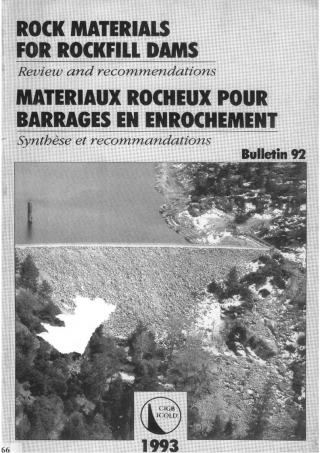 ROCK MATERIALS
FOR ROCKFILL DAMS
Review and recommendations
MATERIAUX ROCHEUX POUR
BARRAGES EN ENROCHEMENT
Synthèse et recommandations
Bulletin 92
CIGB
ICOLD
1993
66